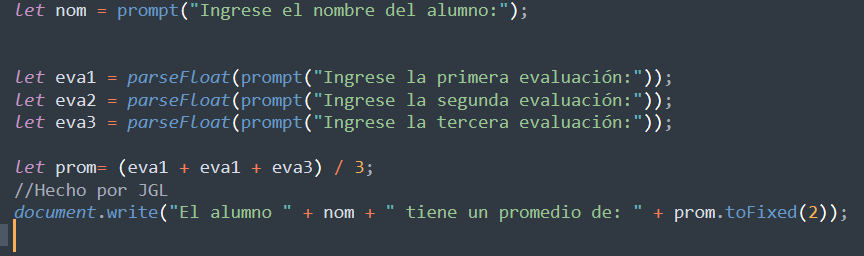 let nom = prompt("Ingrese el nombre del alumno:");
let eva1 = parseFloat(prompt("Ingrese la primera evaluación:"));
let eva2 = parseFloat(prompt("Ingrese la segunda evaluación:"));
let eva3 = parseFloat(prompt("Ingrese la tercera evaluación:"));
let prom= (eva1 + eva1 + eva3) / 3;
//Hecho por JGL
document.write("El alumno " + nom + " tiene un promedio de: " + prom.toFixed(2));